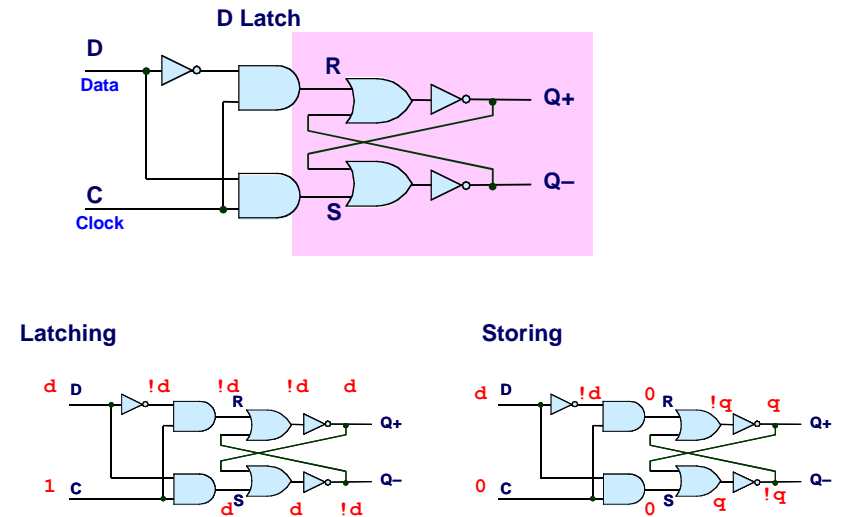 D Latch
D
Data
R
Q+
Q–
C
Clock
S
Latching
Storing
d D !d !d R !d d
Q+
Q–
1 C
d S d !d
d D !d 0 R !q q
Q+
Q–
0 C
0 S q !q